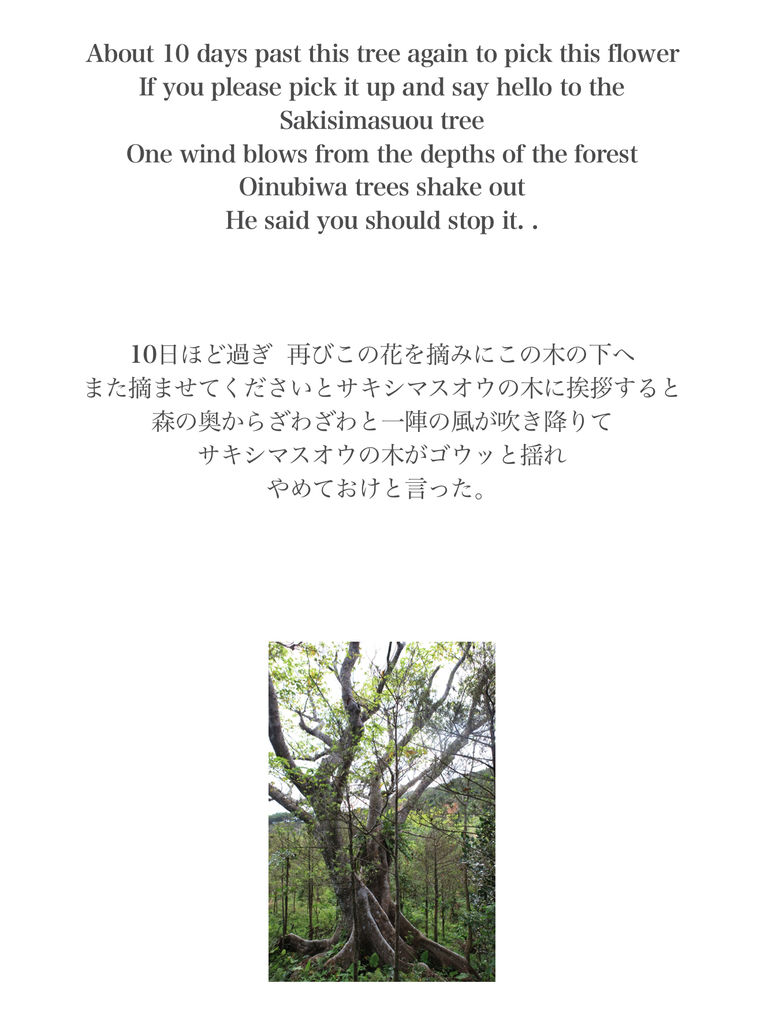 About 10 days past this tree again to pick this flower
If you please pick it up and say hello to the
Sakisimasuou tree
One wind blows from the depths of the forest
Oinubiwa trees shake out
He said you should stop it. .
10日ほど過ぎ 再びこの花を摘みにこの木の下へ
また摘ませてくださいとサキシマスオウの木に挨拶すると
森の奥からざわざわと一陣の風が吹き降りて
サキシマスオウの木がゴウッと揺れ
やめておけと言った。